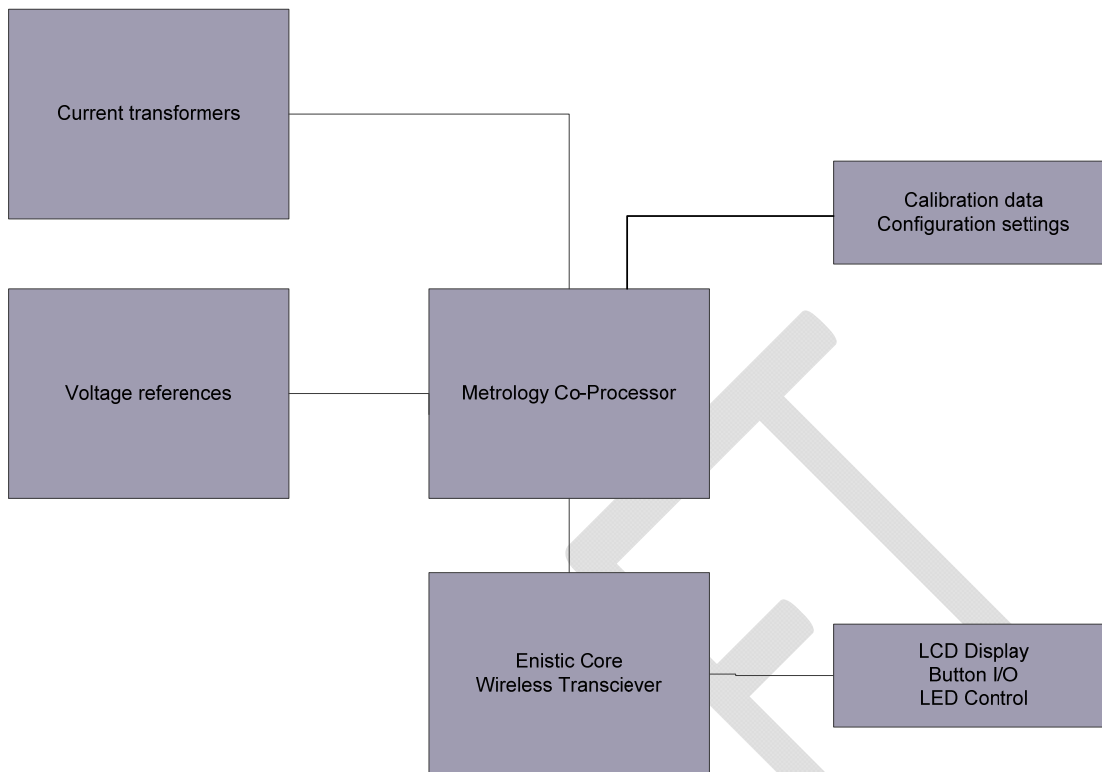 Current transformers
Calibration data
Configuration settings
Voltage references
Metrology Co-Processor
Enistic Core
Wireless Transciever
LCD Display
Button I/O
LED Control